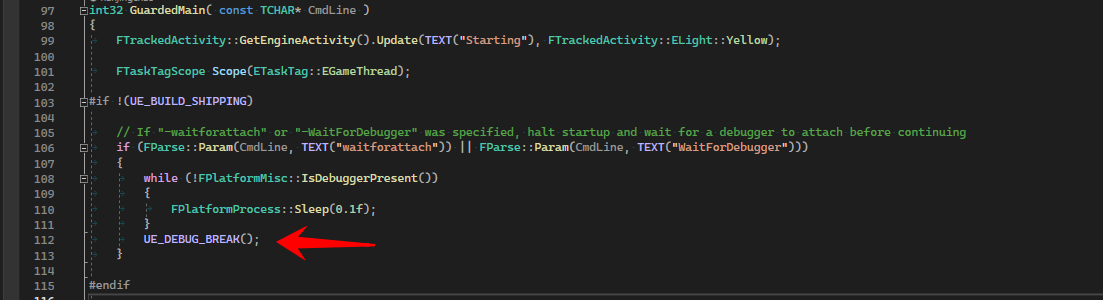 97 int32 GuardedMain( const TCHAR* CmdLine )
98 {
99 FTrackedActivity::GetEngineActivity().Update(TEXT("Starting"), FTrackedActivity::ELight::Yellow);
100
101 FTaskTagScope Scope(ETaskTag::EGameThread);
102
103 #if !(UE_BUILD_SHIPPING)
104
105 // If "-waitforattach" or "-WaitForDebugger" was specified, halt startup and wait for a debugger to attach before continuing
106 if (FParse::Param(CmdLine, TEXT("waitforattach")) || FParse::Param(CmdLine, TEXT("WaitForDebugger")))
107 {
108 while (!FPlatformMisc::IsDebuggerPresent())
109 {
110 FPlatformProcess::Sleep(0.1f);
111 }
112 UE_DEBUG_BREAK();
113 }
114
115 #endif
116